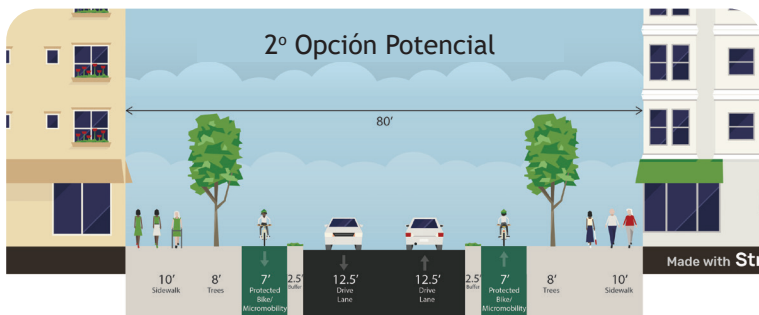 2º Opción Potencial
80'
10'
Sidewalk
8'
Trees
7'
Protected
Bike/
Micromobility
2.5'
Buffer
12.5'
Drive
Lane
12.5'
Drive
Lane
2.5'
Buffer
7'
Protected
Bike/
Micromobility
8'
Trees
10'
Sidewalk
Made with Str